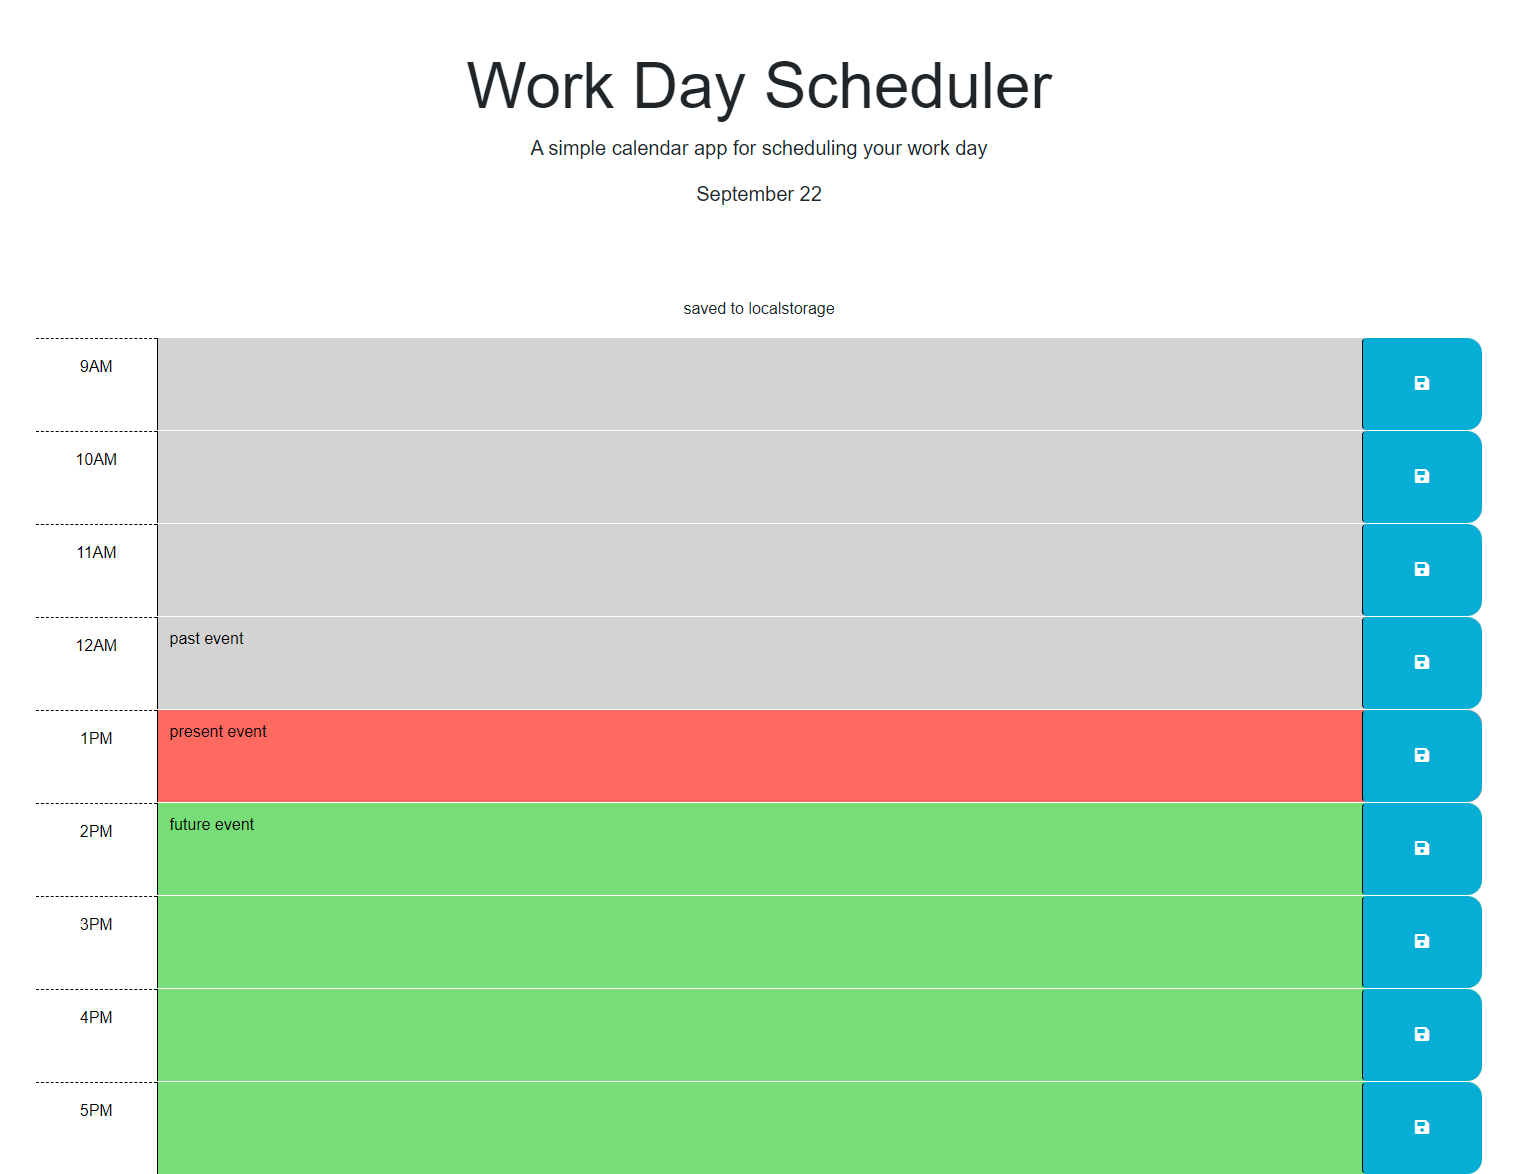 Work Day Scheduler
A simple calendar app for scheduling your work day
September 22
saved to localstorage
9AM
10AM
11AM
12AM
past event
1PM
present event
2PM
future event
3PM
4PM
5PM